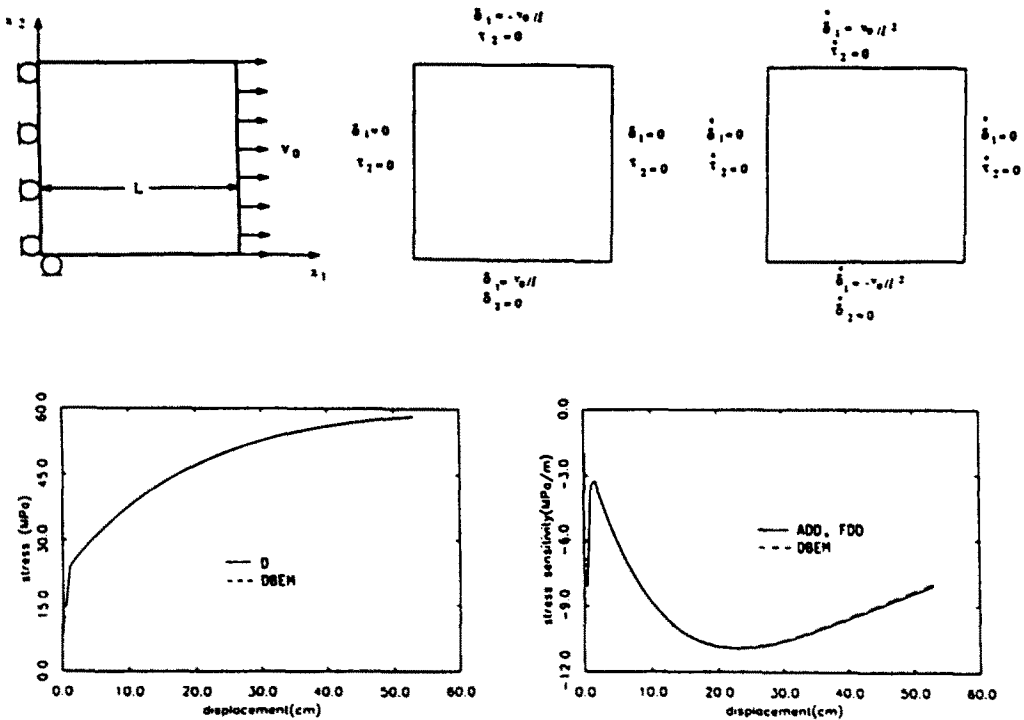 x₂
L
v₀
x₁
δ₁ = -v₀/l
τ₂ = 0
δ₁ = 0
τ₂ = 0
δ₁ = 0
τ₂ = 0
δ₁ = v₀/l
δ₂ = 0
δ̇₁ = v₀/l²
τ̇₂ = 0
δ̇₁ = 0
τ̇₂ = 0
δ̇₁ = 0
τ̇₂ = 0
δ̇₁ = -v₀/l²
δ̇₂ = 0
stress (MPa)
60.0
45.0
30.0
15.0
0.0
D
DBEM
0.0 10.0 20.0 30.0 40.0 50.0 60.0
displacement(cm)
stress sensitivity(MPa/m)
0.0
-3.0
-6.0
-9.0
-12.0
ADD, FDD
DBEM
0.0 10.0 20.0 30.0 40.0 50.0 60.0
displacement(cm)